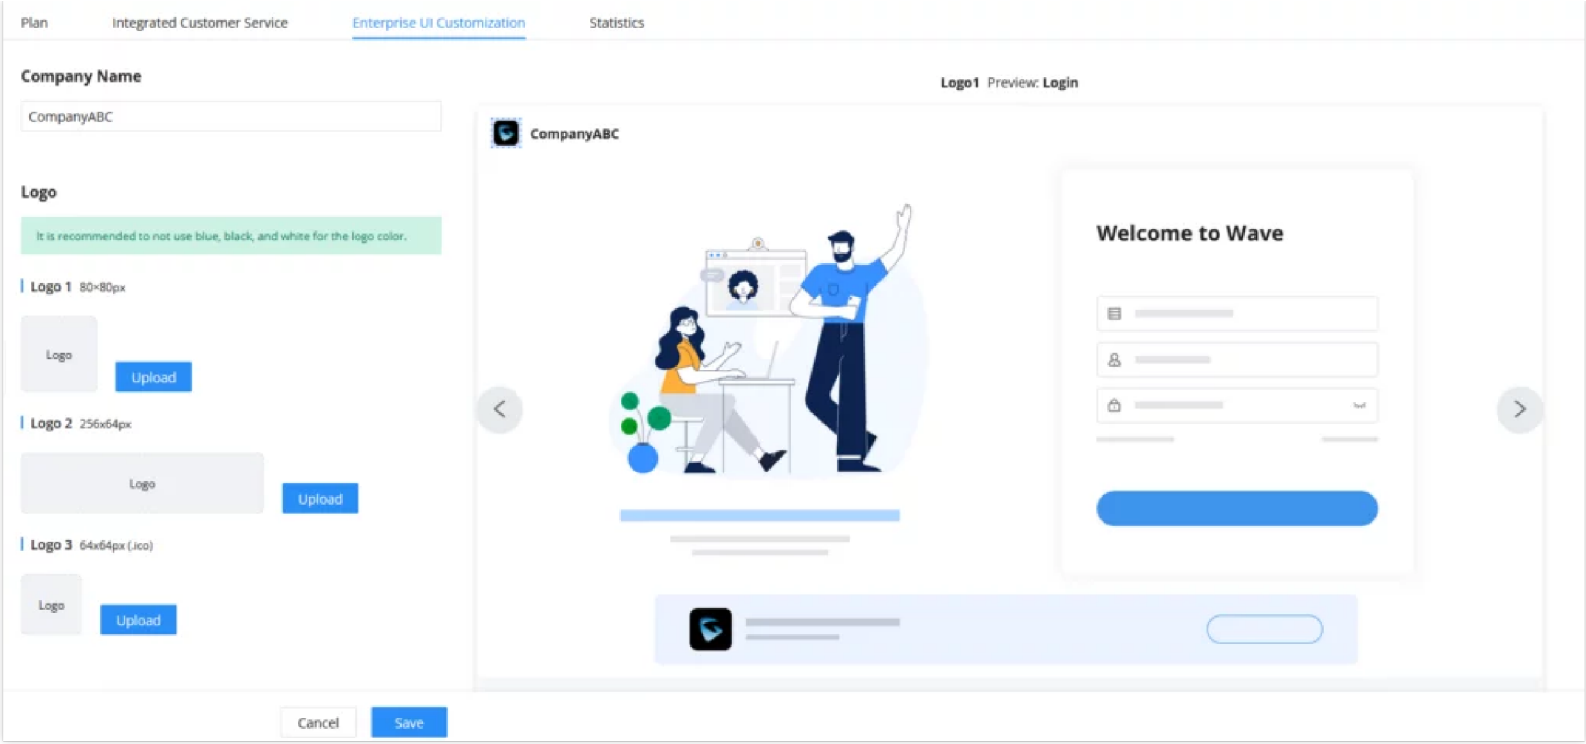 Plan
Integrated Customer Service
Enterprise UI Customization
Statistics
Company Name
CompanyABC
Logo
It is recommended to not use blue, black, and white for the logo color.
Logo 1 80×80px
Logo
Upload
Logo 2 256x64px
Logo
Upload
Logo 3 64x64px (.ico)
Logo
Upload
Cancel
Save
Logo1 Preview: Login
CompanyABC
Welcome to Wave